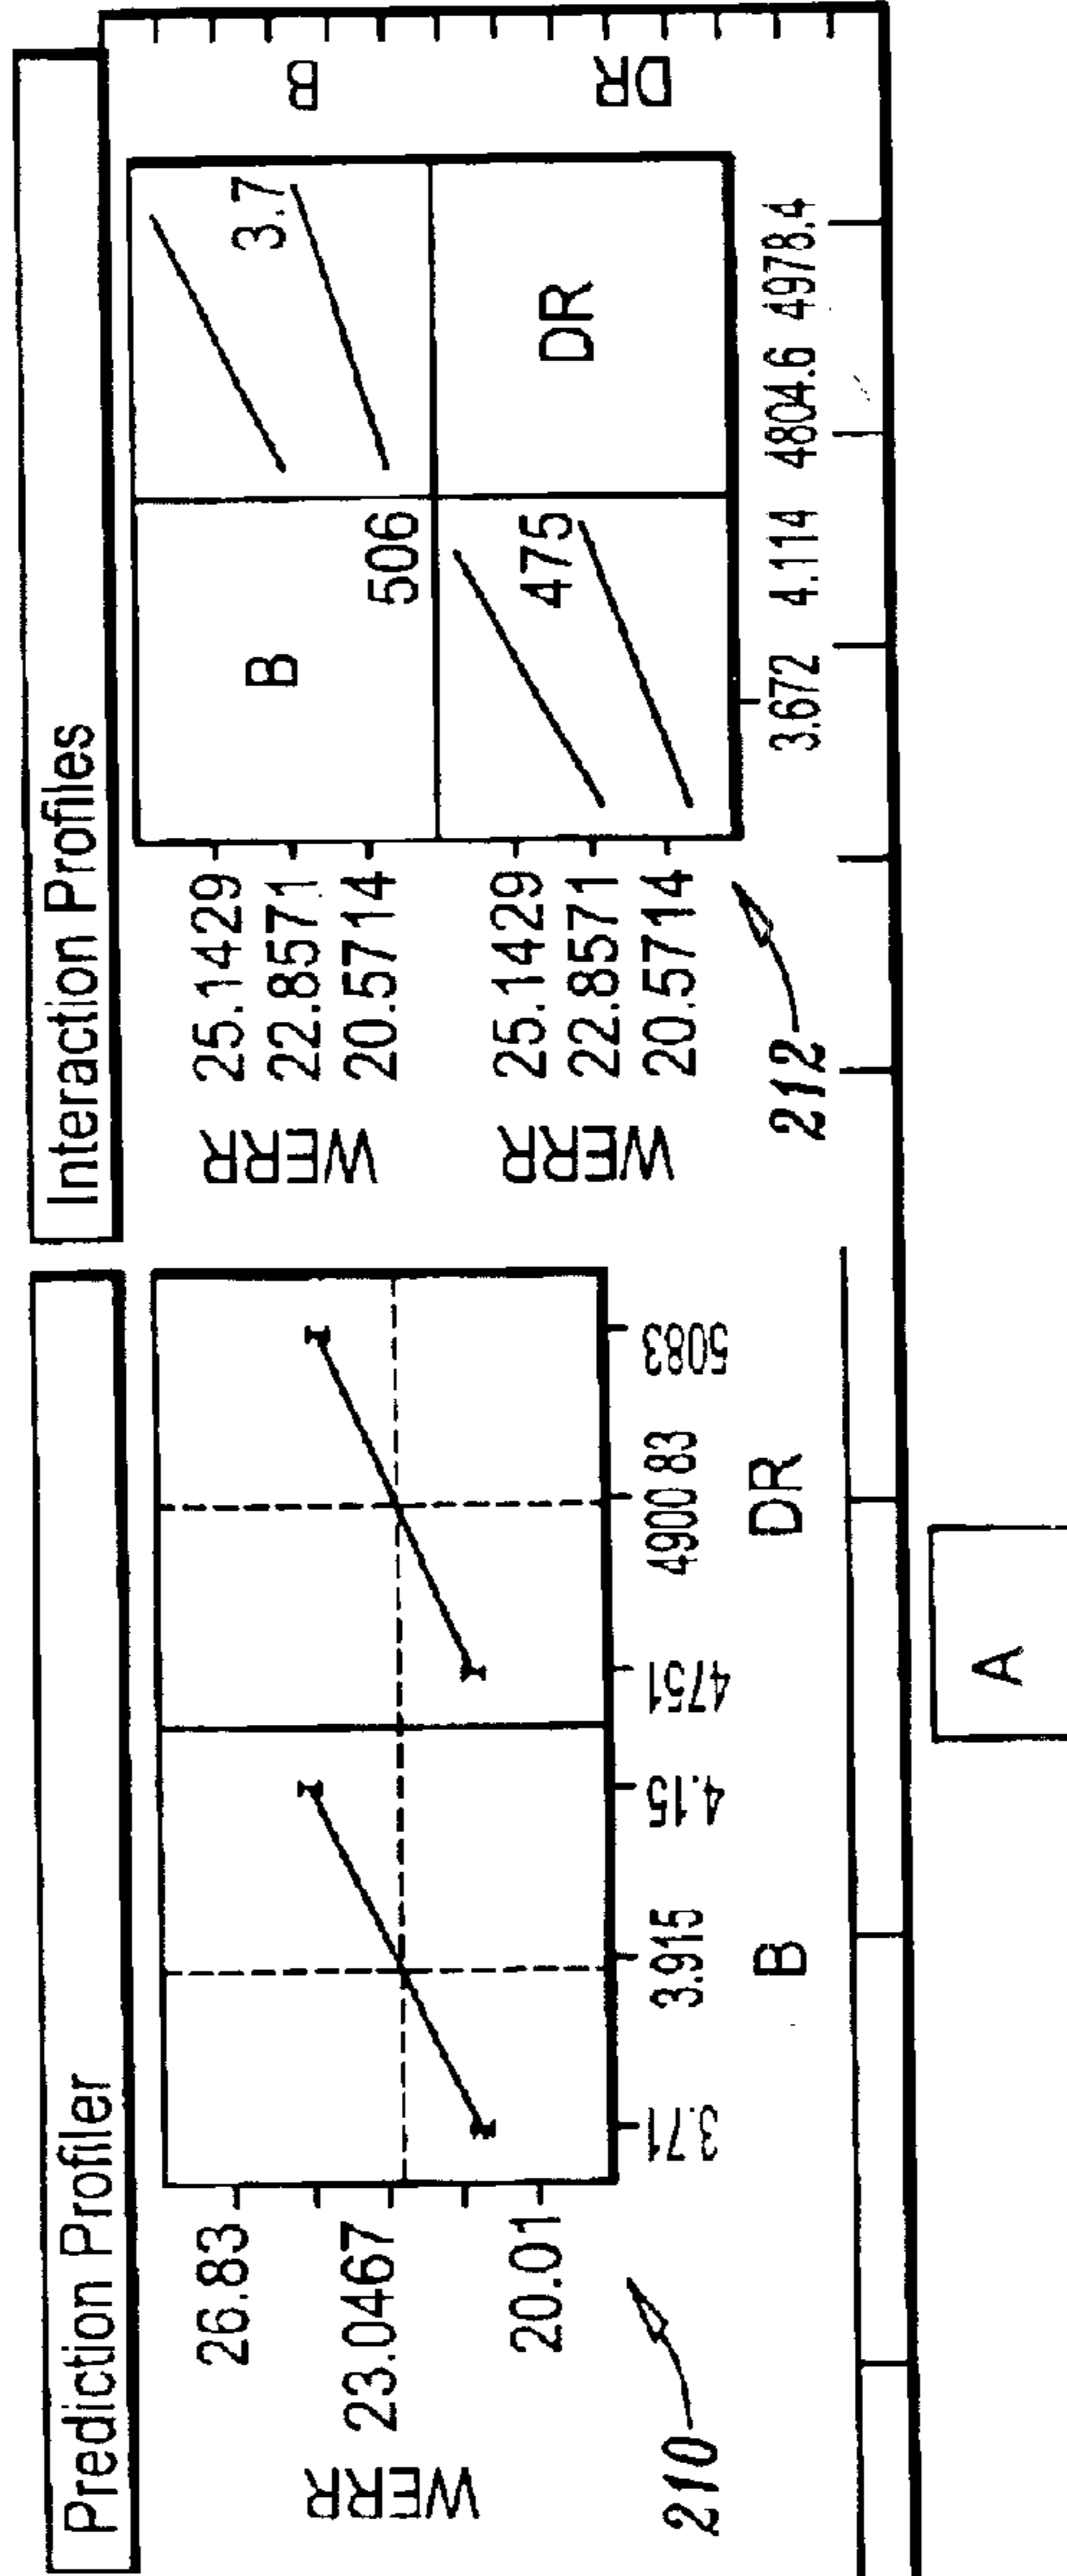 Prediction Profiler
WERR
26.83
23.0467
20.01
3.71
3.915
4.15
4751
4900 83
5083
B
DR
210
Interaction Profiles
WERR
25.1429
22.8571
20.5714
WERR
25.1429
22.8571
20.5714
B
3.7
506
475
DR
B
DR
3.672
4.114
4804.6
4978.4
212
A